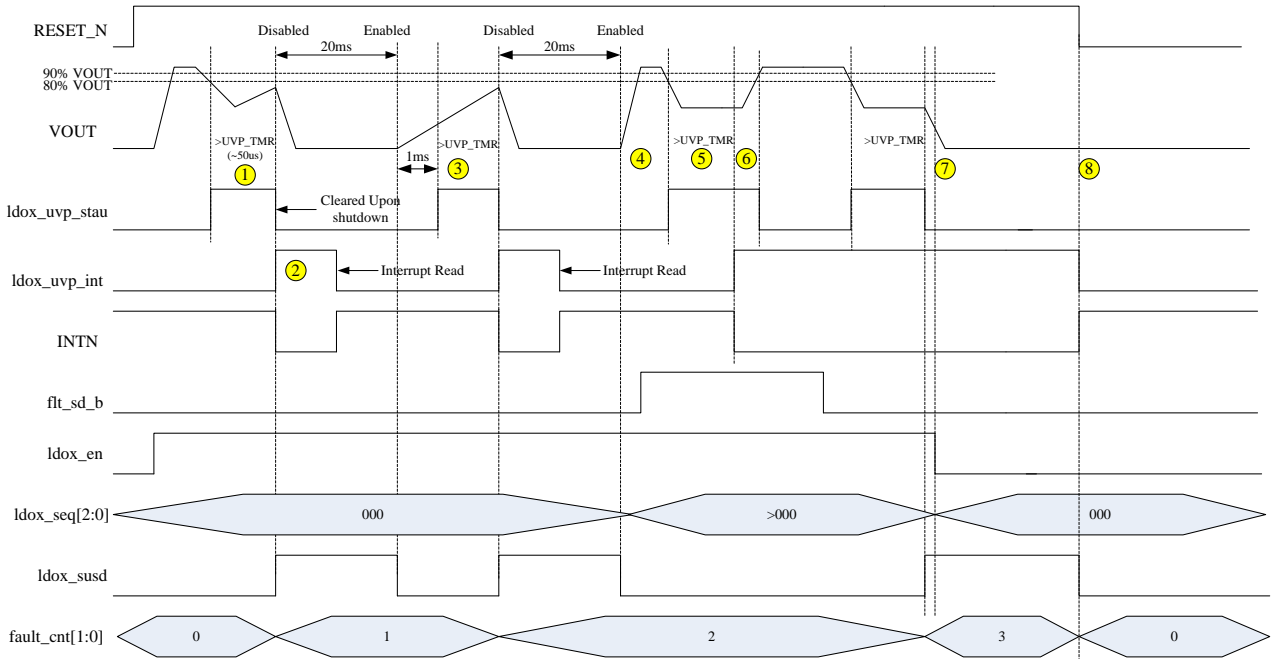 RESET_N
Disabled
Enabled
Disabled
Enabled
20ms
20ms
90% VOUT
80% VOUT
VOUT
>UVP_TMR
(~50us)
1
1ms
>UVP_TMR
3
4
>UVP_TMR
5
6
>UVP_TMR
7
8
ldox_uvp_stau
Cleared Upon
shutdown
ldox_uvp_int
2
Interrupt Read
Interrupt Read
INTN
flt_sd_b
ldox_en
ldox_seq[2:0]
000
>000
000
ldox_susd
fault_cnt[1:0]
0
1
2
3
0